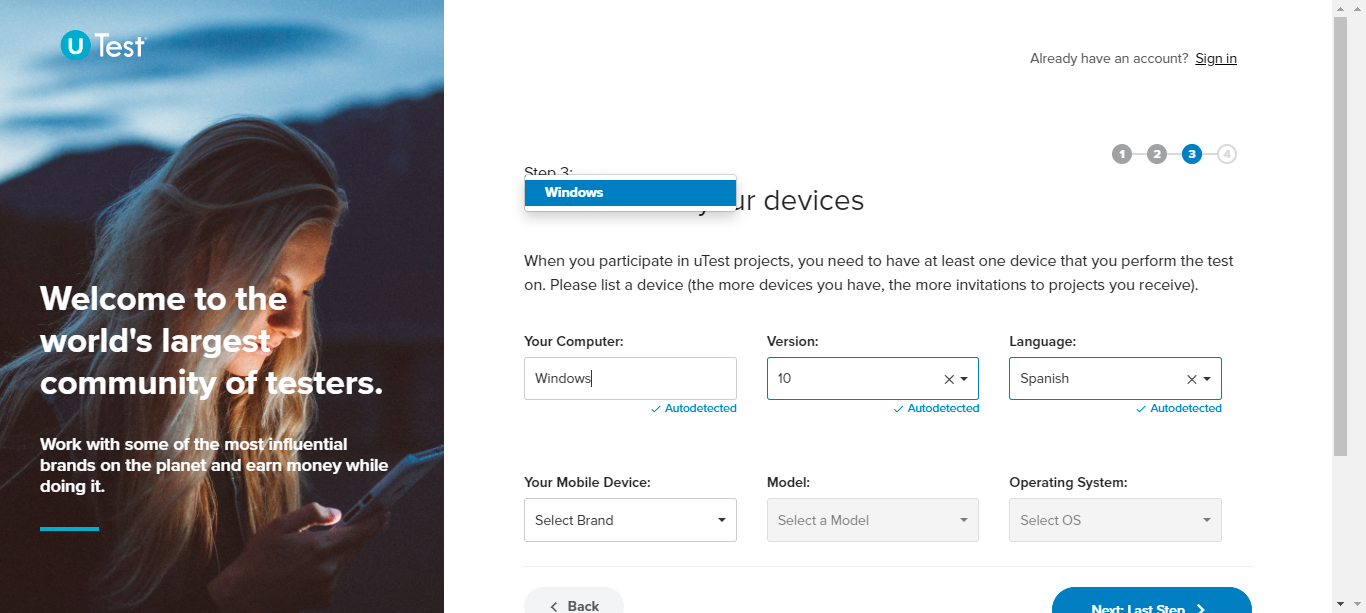 U Test
Already have an account? Sign in
1 2 3 4
Step 3:
Windows
ur devices
When you participate in uTest projects, you need to have at least one device that you perform the test
on. Please list a device (the more devices you have, the more invitations to projects you receive).
Your Computer: Version: Language:
Windows 10 Spanish
Autodetected Autodetected Autodetected
Your Mobile Device: Model: Operating System:
Select Brand Select a Model Select OS
Back Next: Last Step
Welcome to the
world's largest
community of testers.
Work with some of the most influential
brands on the planet and earn money while
doing it.